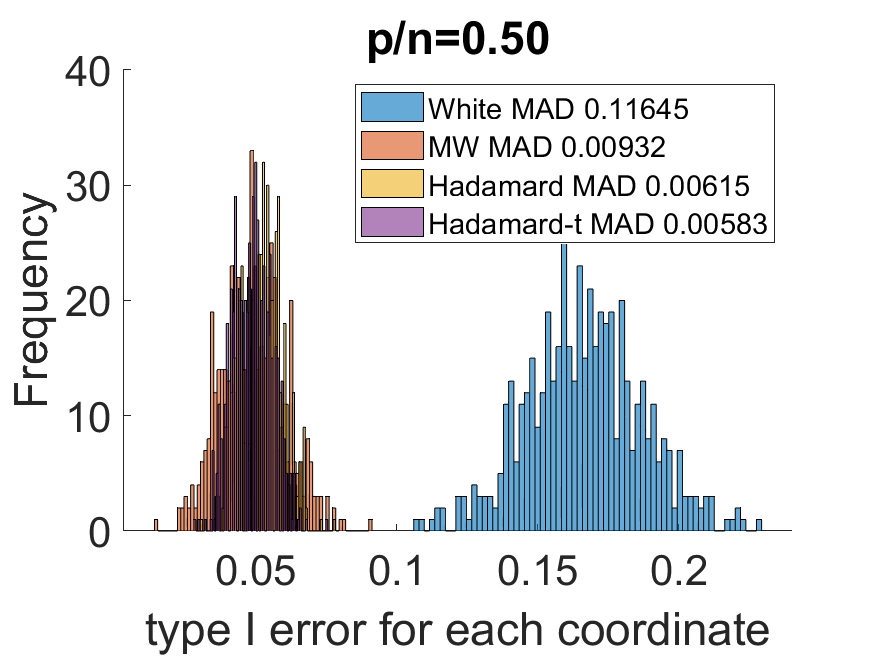 p/n=0.50
40
30
20
10
0
Frequency
White MAD 0.11645
MW MAD 0.00932
Hadamard MAD 0.00615
Hadamard-t MAD 0.00583
0.05 0.1 0.15 0.2
type I error for each coordinate